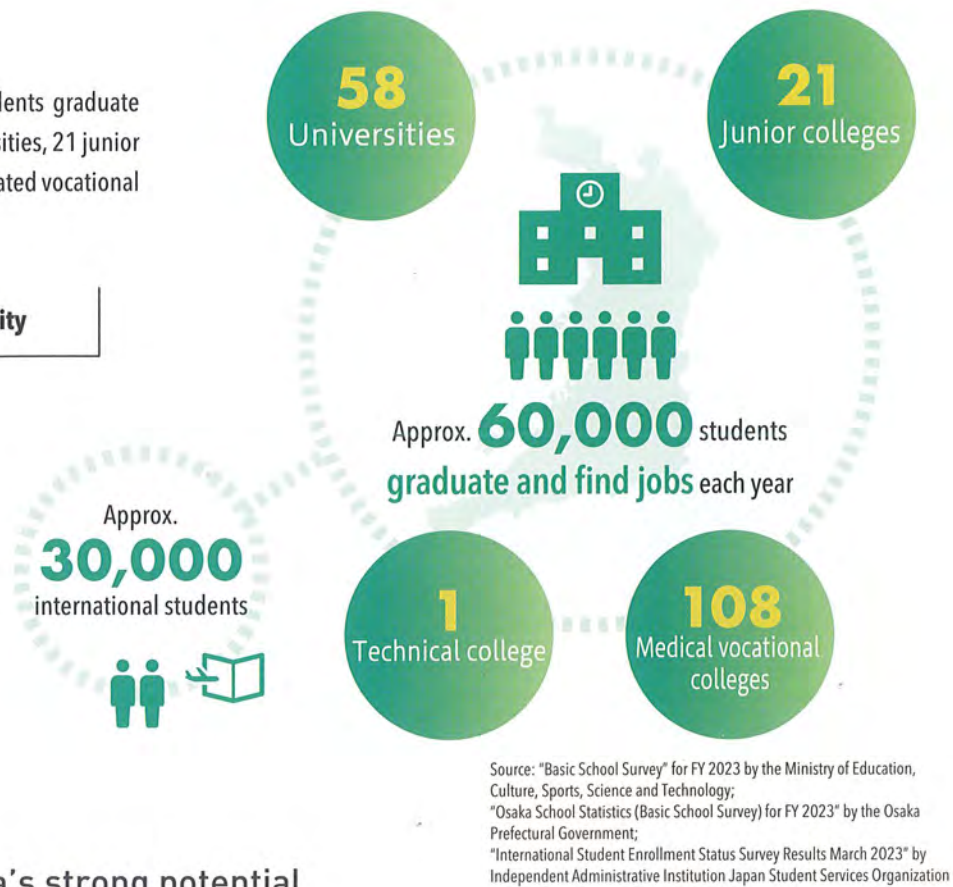 dents graduate
sities, 21 junior
ated vocational
ity
58
Universities
21
Junior colleges
Approx. 60,000 students
graduate and find jobs each year
Approx.
30,000
international students
1
Technical college
108
Medical vocational
colleges
Source: "Basic School Survey" for FY 2023 by the Ministry of Education,
Culture, Sports, Science and Technology;
"Osaka School Statistics (Basic School Survey) for FY 2023" by the Osaka
Prefectural Government;
"International Student Enrollment Status Survey Results March 2023" by
Independent Administrative Institution Japan Student Services Organization
a's strong potential